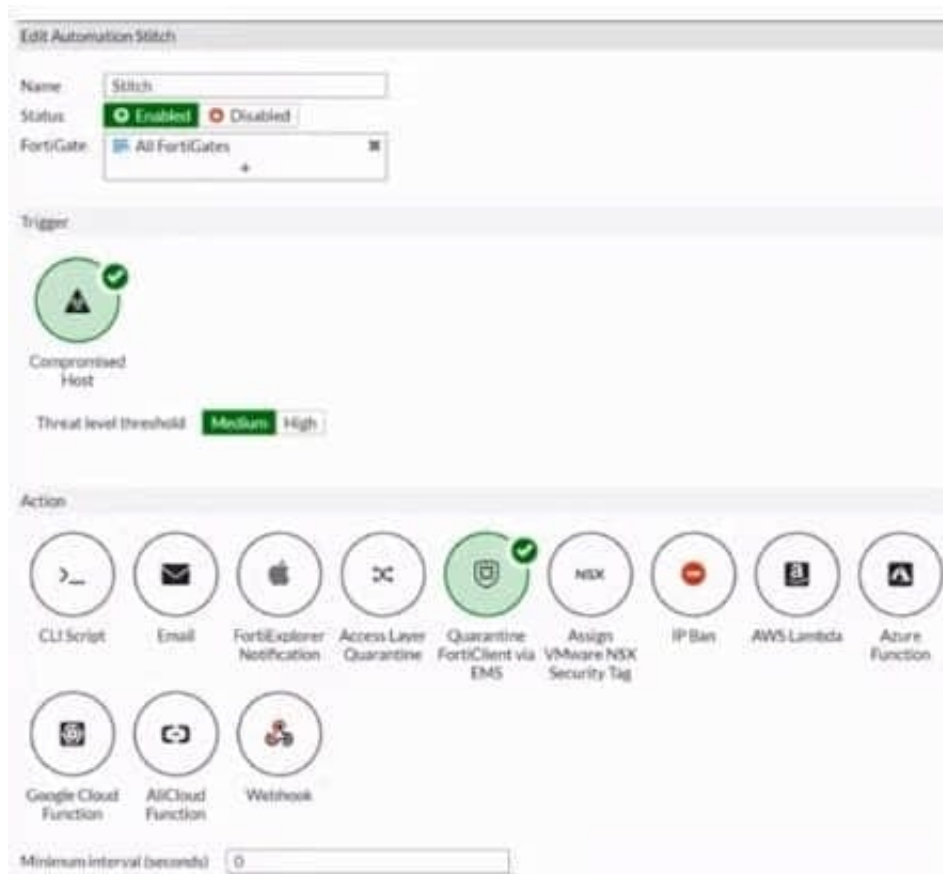 Edit Automation Stitch
Name Stitch
Status Enabled Disabled
FortiGate All FortiGates
+
Trigger
Compromised
Host
Threat level threshold Medium High
Action
>_ NSX a
CLI Script Email FortiExplorer Notification Access Layer Quarantine Quarantine FortiClient via EMS Assign VMware NSX Security Tag IP Ban AWS Lambda Azure Function
Google Cloud Function AliCloud Function Webhook
Minimum interval (seconds) 0